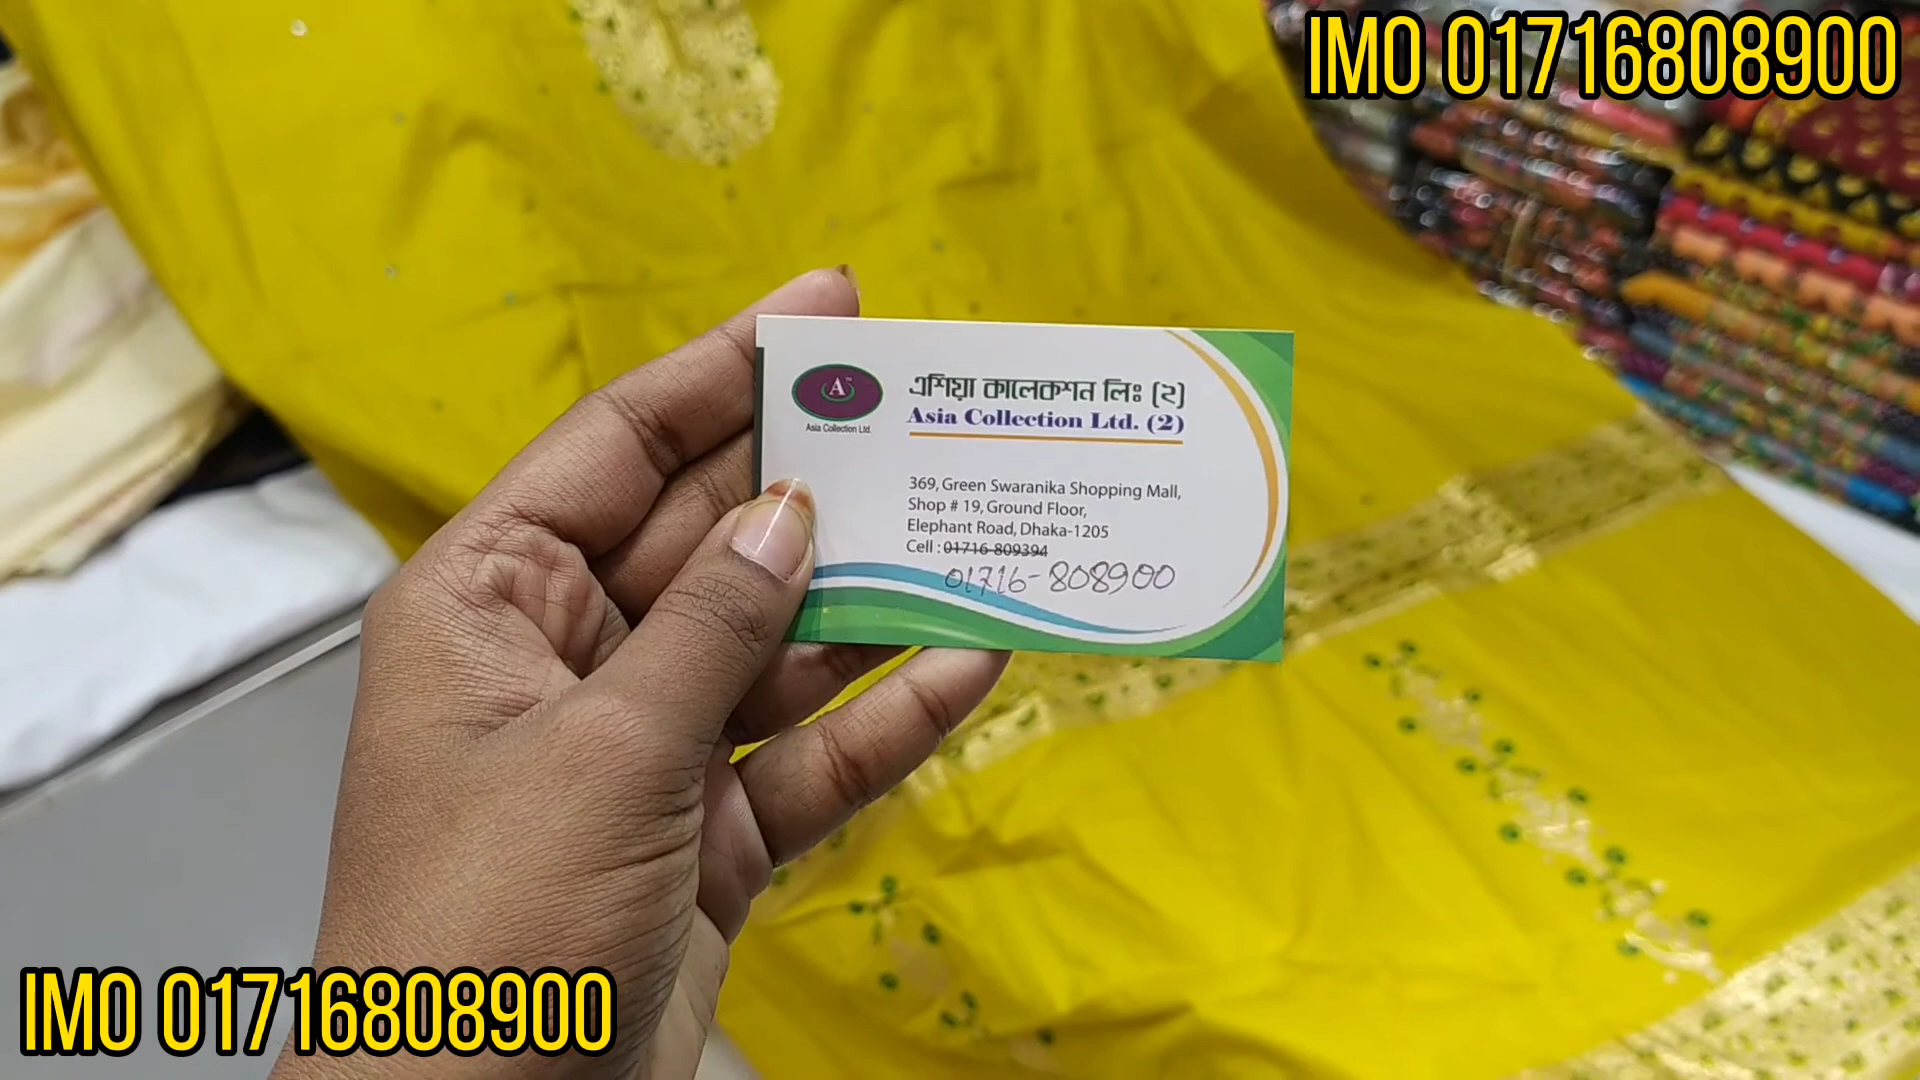 IMO 01716808900
A
Asia Collection Ltd.
এশিয়া কালেকশন লিঃ (২)
Asia Collection Ltd. (2)
369, Green Swaranika Shopping Mall,
Shop # 19, Ground Floor,
Elephant Road, Dhaka-1205
Cell : 01716-809394
01716-808900
IMO 01716808900